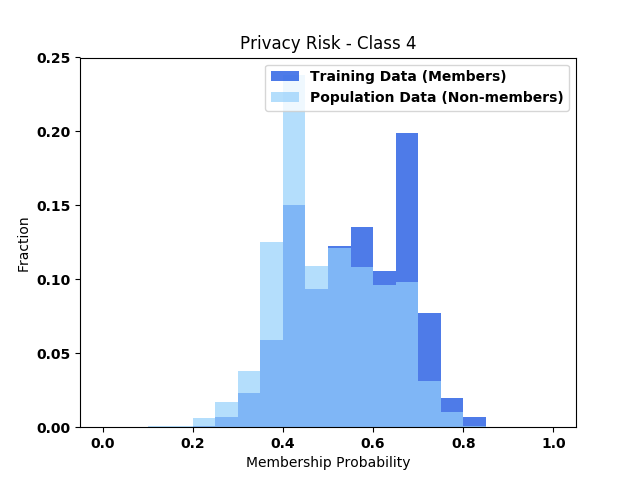 Privacy Risk - Class 4
Training Data (Members)
Population Data (Non-members)
0.25
0.20
0.15
0.10
0.05
0.00
Fraction
0.0 0.2 0.4 0.6 0.8 1.0
Membership Probability